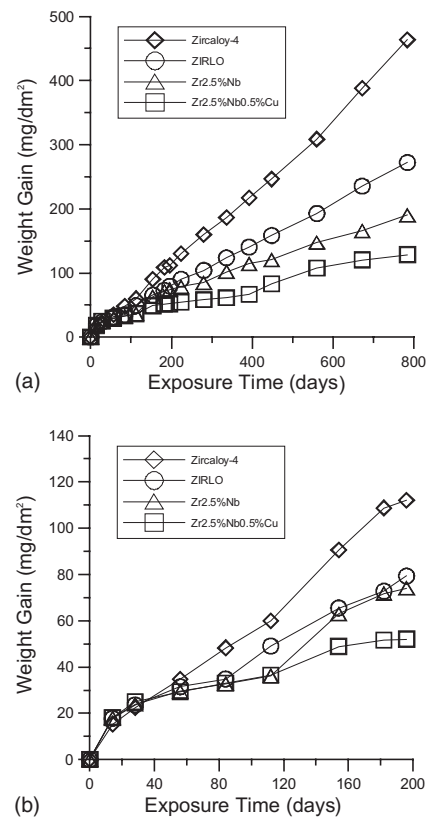 500
400
300
200
100
0
Weight Gain (mg/dm²)
Zircaloy-4
ZIRLO
Zr2.5%Nb
Zr2.5%Nb0.5%Cu
0 200 400 600 800
(a) Exposure Time (days)
140
120
100
80
60
40
20
0
Weight Gain (mg/dm²)
Zircaloy-4
ZIRLO
Zr2.5%Nb
Zr2.5%Nb0.5%Cu
0 40 80 120 160 200
(b) Exposure Time (days)